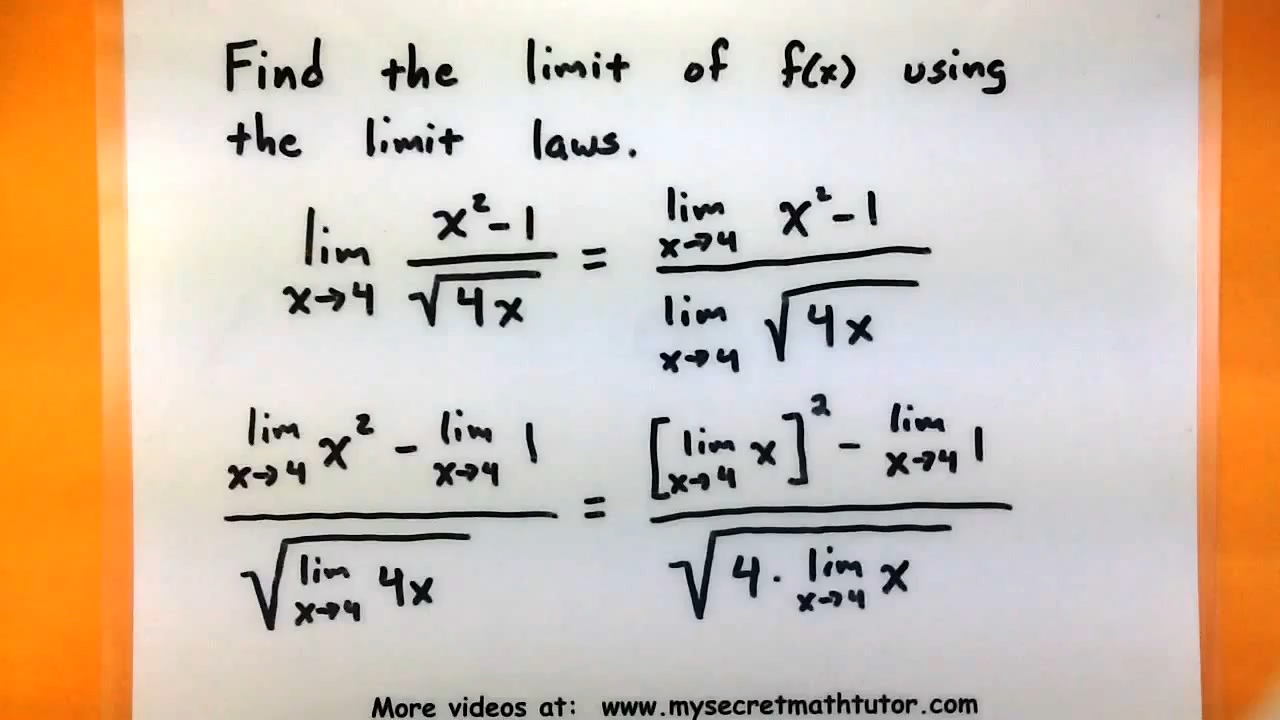 Find the limit of f(x) using
the limit laws.
lim x→4 (x² - 1)/(√(4x)) = (lim x→4 x² - 1)/(lim x→4 √(4x))
(lim x→4 x² - lim x→4 1)/(√(lim x→4 4x)) = ([lim x→4 x]² - lim x→4 1)/(√(4 · lim x→4 x))
More videos at: www.mysecretmathtutor.com